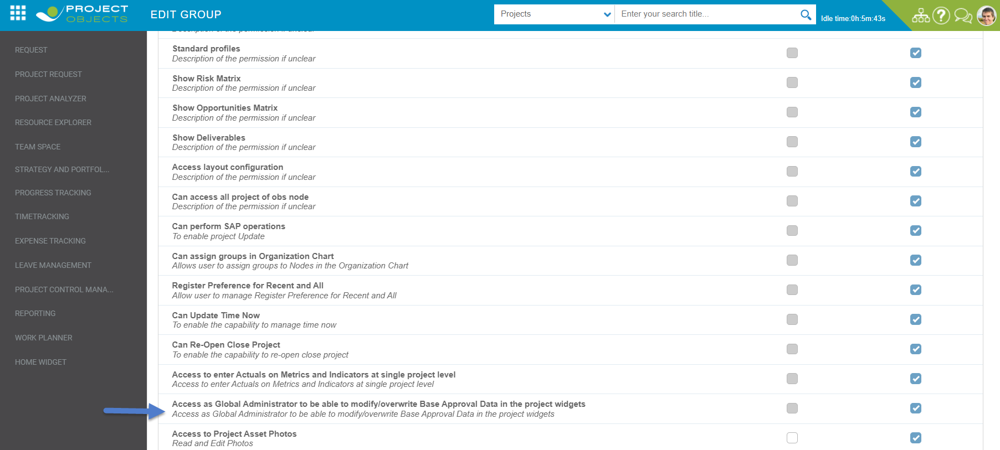 PROJECT
OBJECTS
EDIT GROUP
Projects
Enter your search title...
Idle time:0h:5m:43s
REQUEST
PROJECT REQUEST
PROJECT ANALYZER
RESOURCE EXPLORER
TEAM SPACE
STRATEGY AND PORTFOL...
PROGRESS TRACKING
TIMETRACKING
EXPENSE TRACKING
LEAVE MANAGEMENT
PROJECT CONTROL MANA...
REPORTING
WORK PLANNER
HOME WIDGET
Description of the permission if unclear
Standard profiles
Description of the permission if unclear
Show Risk Matrix
Description of the permission if unclear
Show Opportunities Matrix
Description of the permission if unclear
Show Deliverables
Description of the permission if unclear
Access layout configuration
Description of the permission if unclear
Can access all project of obs node
Description of the permission if unclear
Can perform SAP operations
To enable project Update
Can assign groups in Organization Chart
Allows user to assign groups to Nodes in the Organization Chart
Register Preference for Recent and All
Allow user to manage Register Preference for Recent and All
Can Update Time Now
To enable the capability to manage time now
Can Re-Open Close Project
To enable the capability to re-open close project
Access to enter Actuals on Metrics and Indicators at single project level
Access to enter Actuals on Metrics and Indicators at single project level
Access as Global Administrator to be able to modify/overwrite Base Approval Data in the project widgets
Access as Global Administrator to be able to modify/overwrite Base Approval Data in the project widgets
Access to Project Asset Photos
Read and Edit Photos